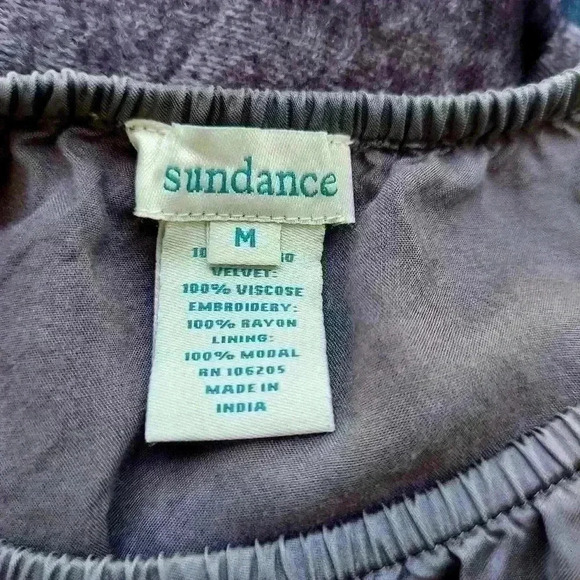 sundance
M
VELVET:
100% VISCOSE
EMBROIDERY:
100% RAYON
LINING:
100% MODAL
RN 106205
MADE IN
INDIA